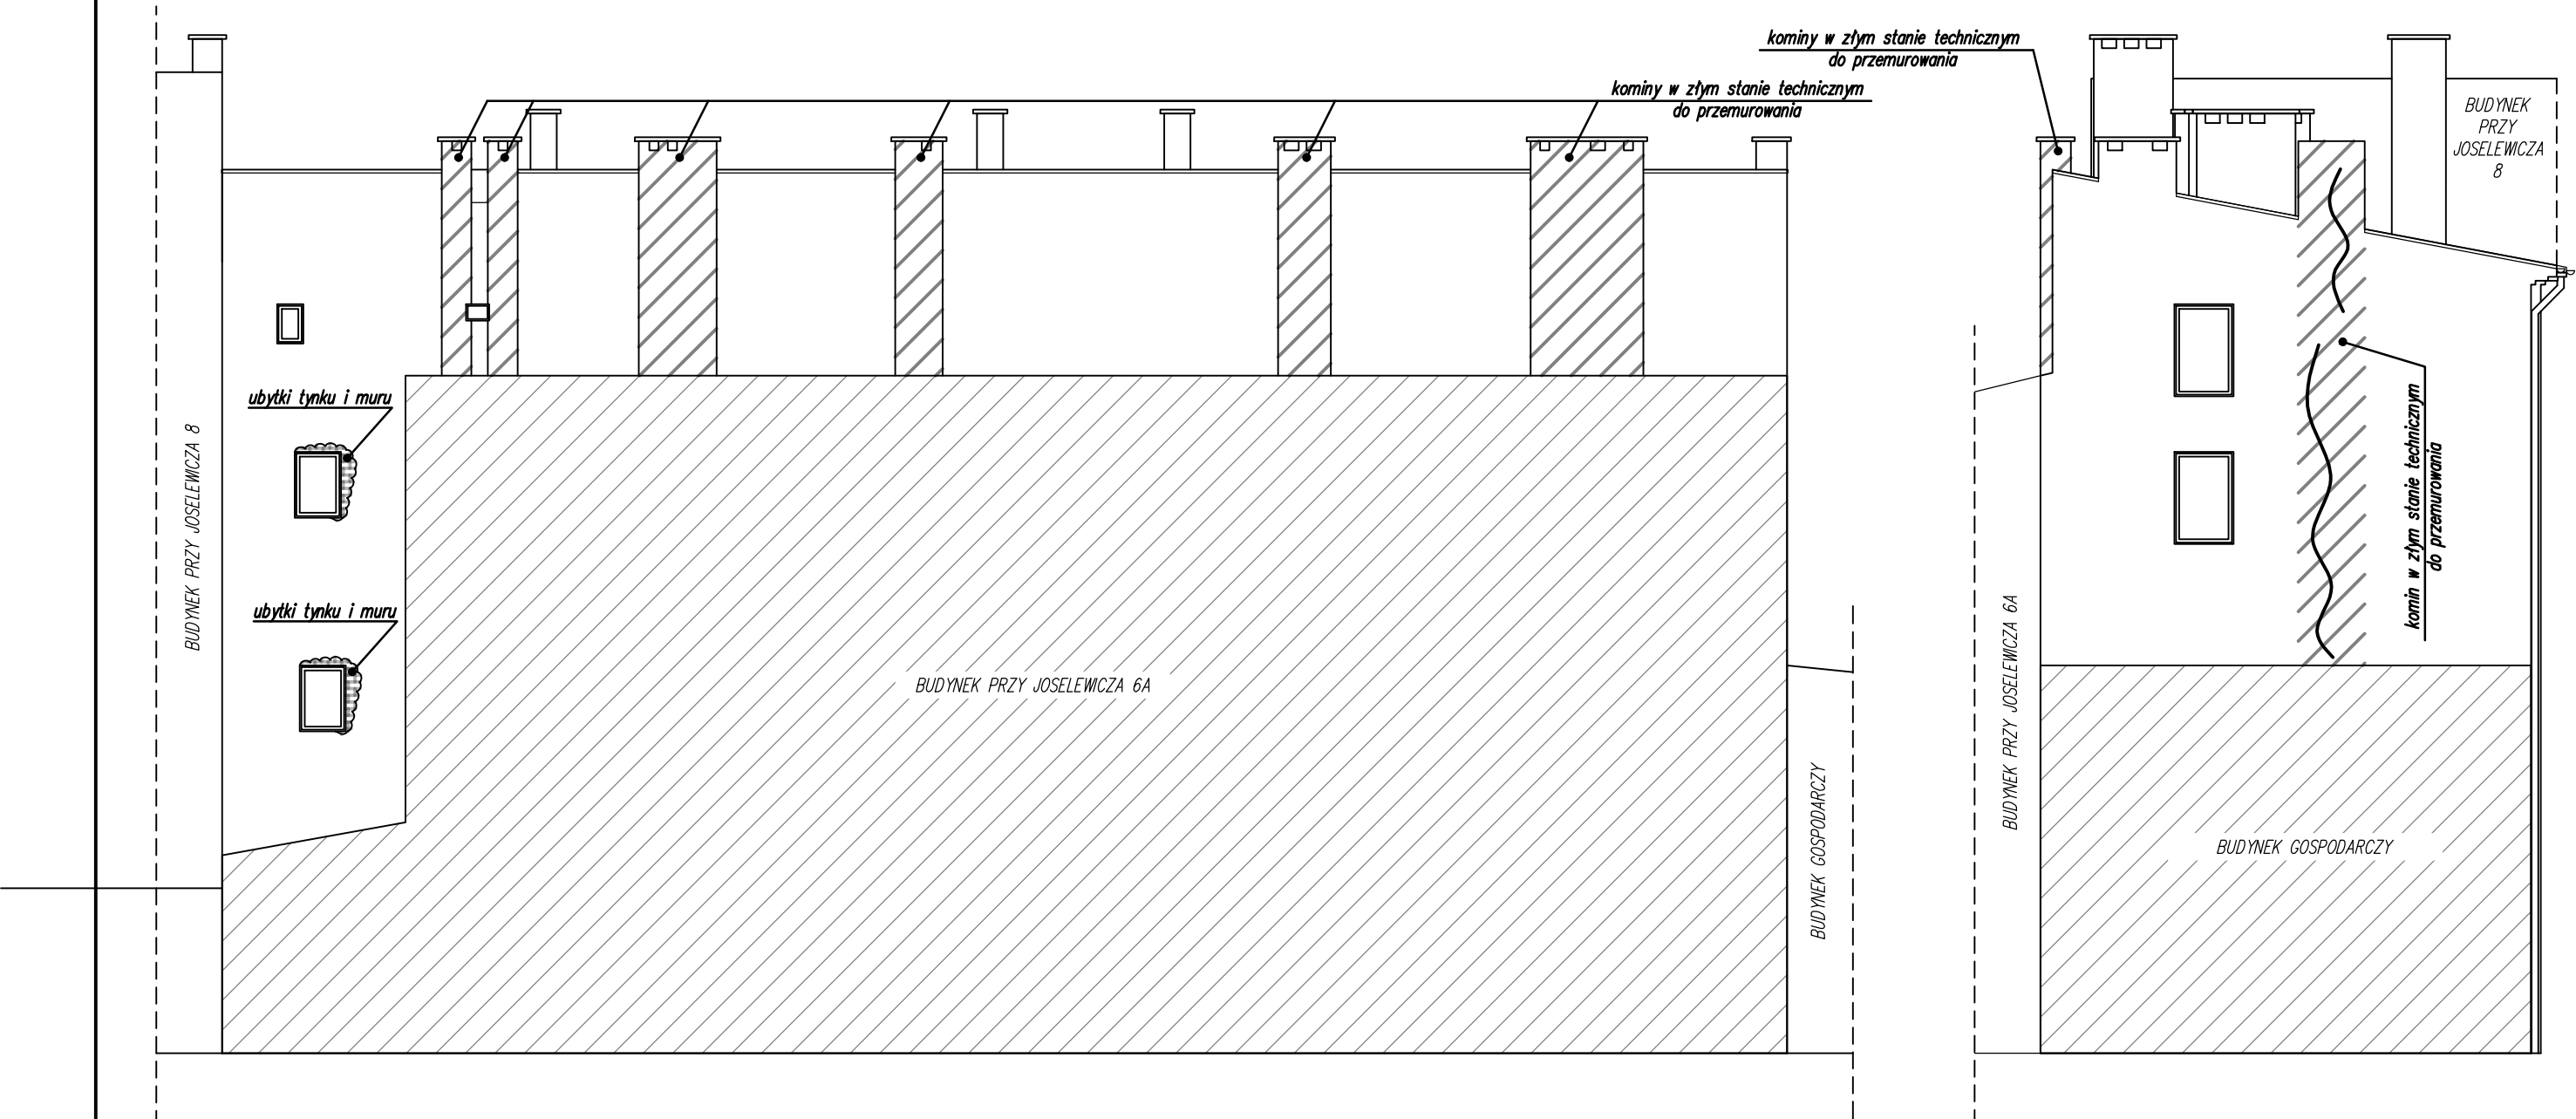 kominy w złym stanie technicznym
do przemurowania
kominy w złym stanie technicznym
do przemurowania
BUDYNEK
PRZY
JOSELEWICZA
8
ubytki tynku i muru
BUDYNEK PRZY JOSELEWICZA 8
ubytki tynku i muru
BUDYNEK PRZY JOSELEWICZA 6A
BUDYNEK GOSPODARCZY
BUDYNEK PRZY JOSELEWICZA 6A
komin w złym stanie technicznym
do przemurowania
BUDYNEK GOSPODARCZY